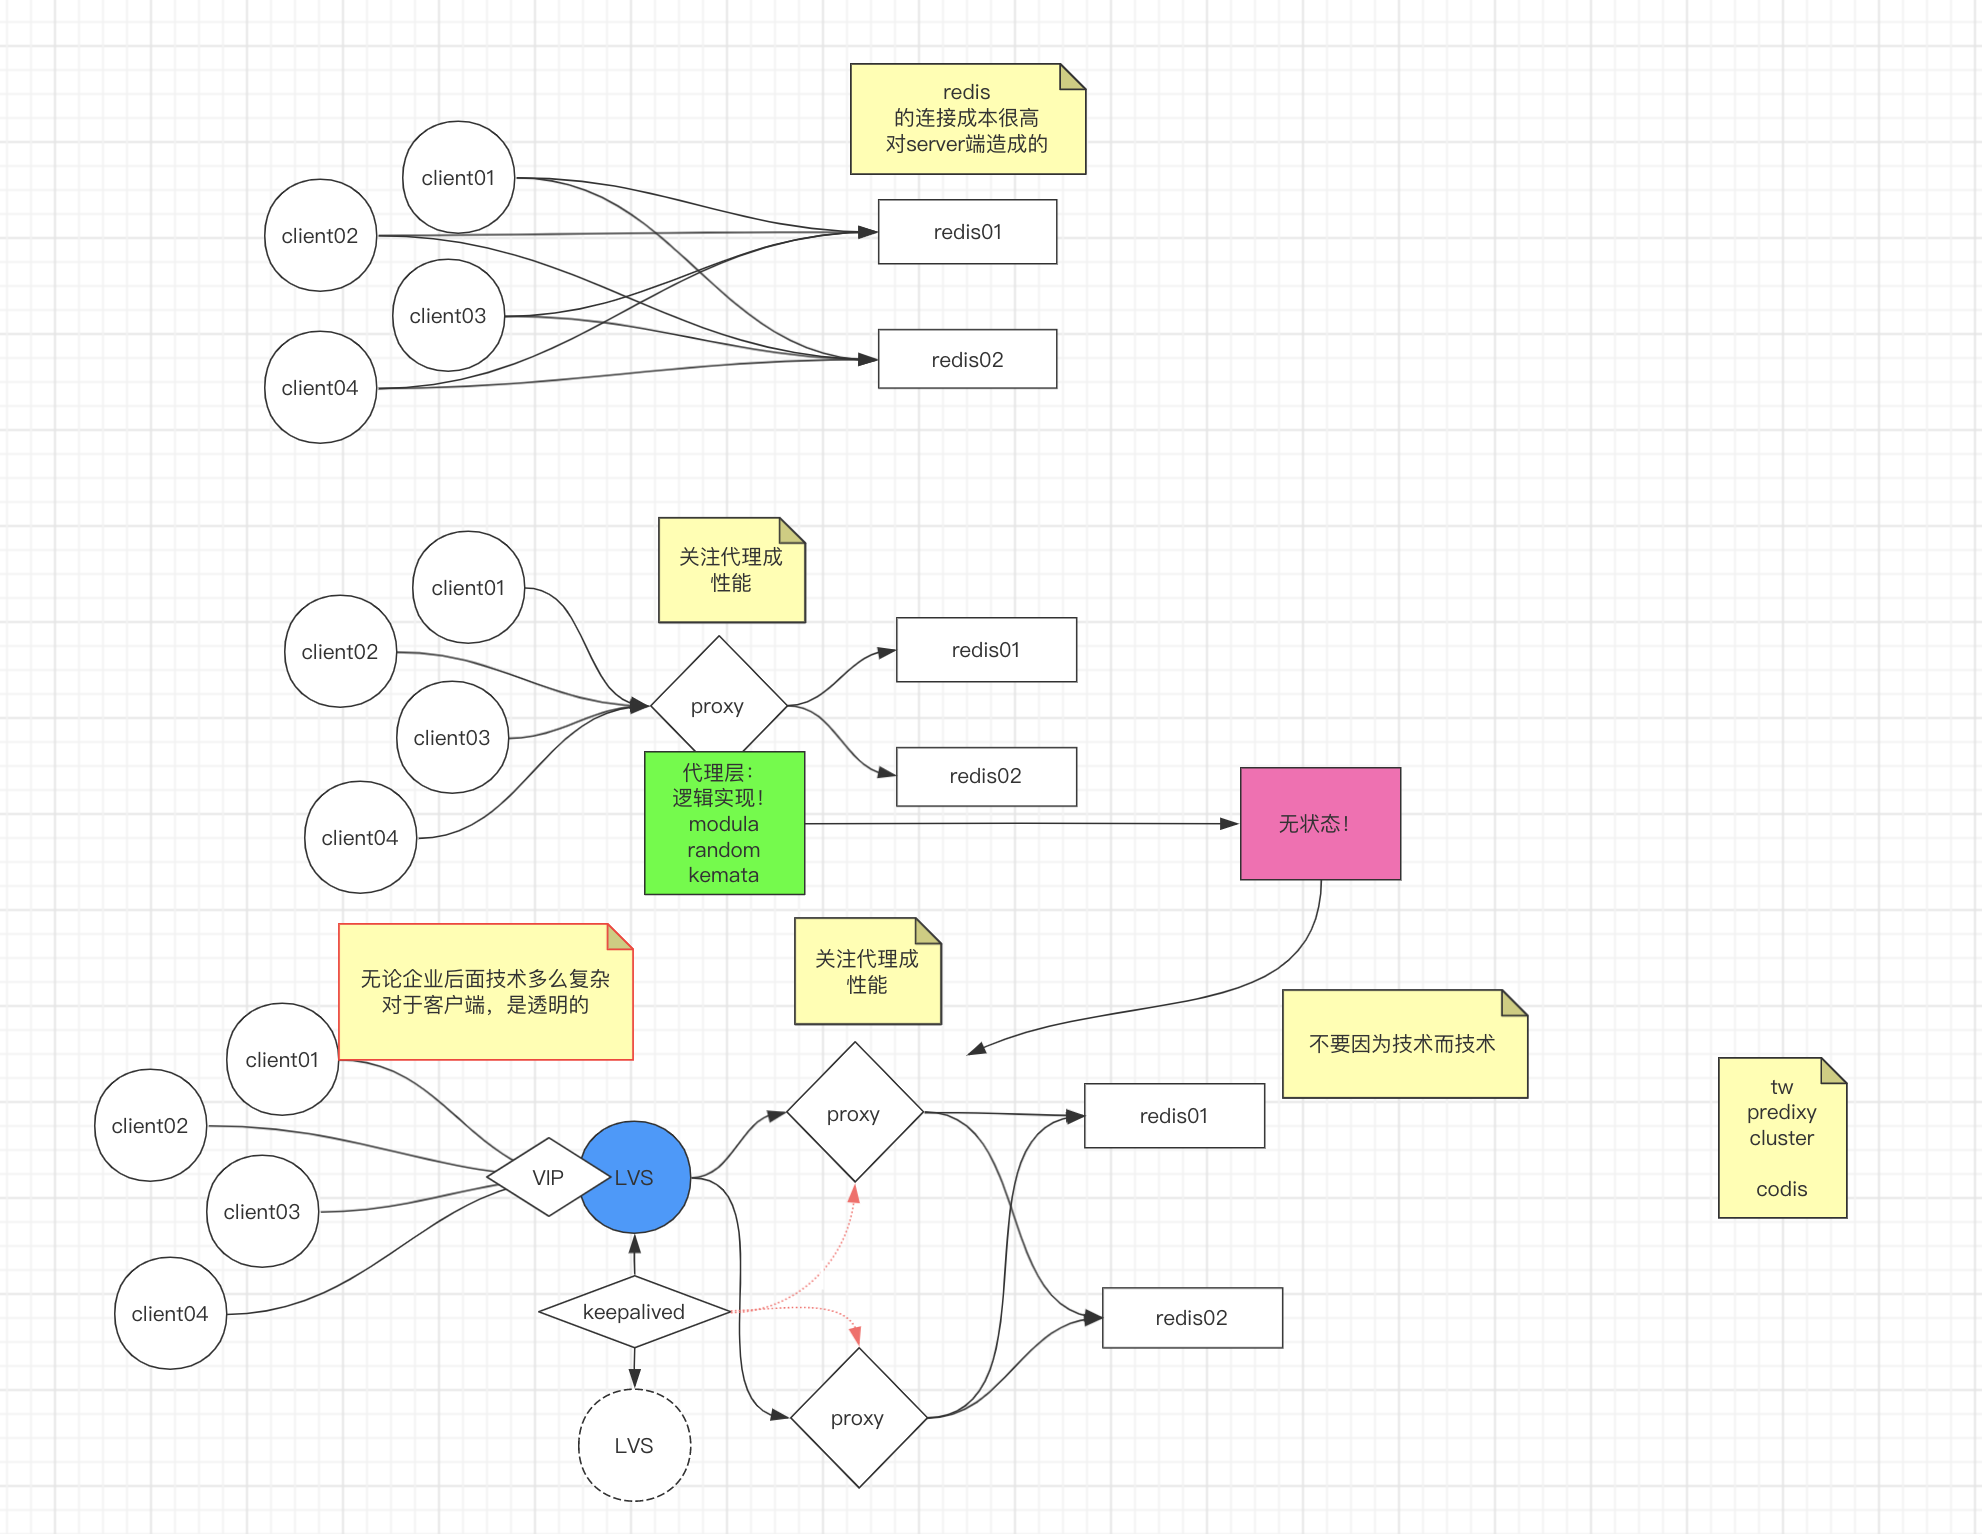 redis
的连接成本很高
对server端造成的
client01
client02
redis01
client03
redis02
client04
关注代理成
性能
client01
client02
redis01
proxy
client03
redis02
代理层：
逻辑实现！
modula
random
kemata
无状态！
client04
无论企业后面技术多么复杂
对于客户端，是透明的
关注代理成
性能
不要因为技术而技术
client01
client02
proxy
redis01
tw
predixy
cluster
codis
VIP
LVS
client03
client04
keepalived
redis02
proxy
LVS